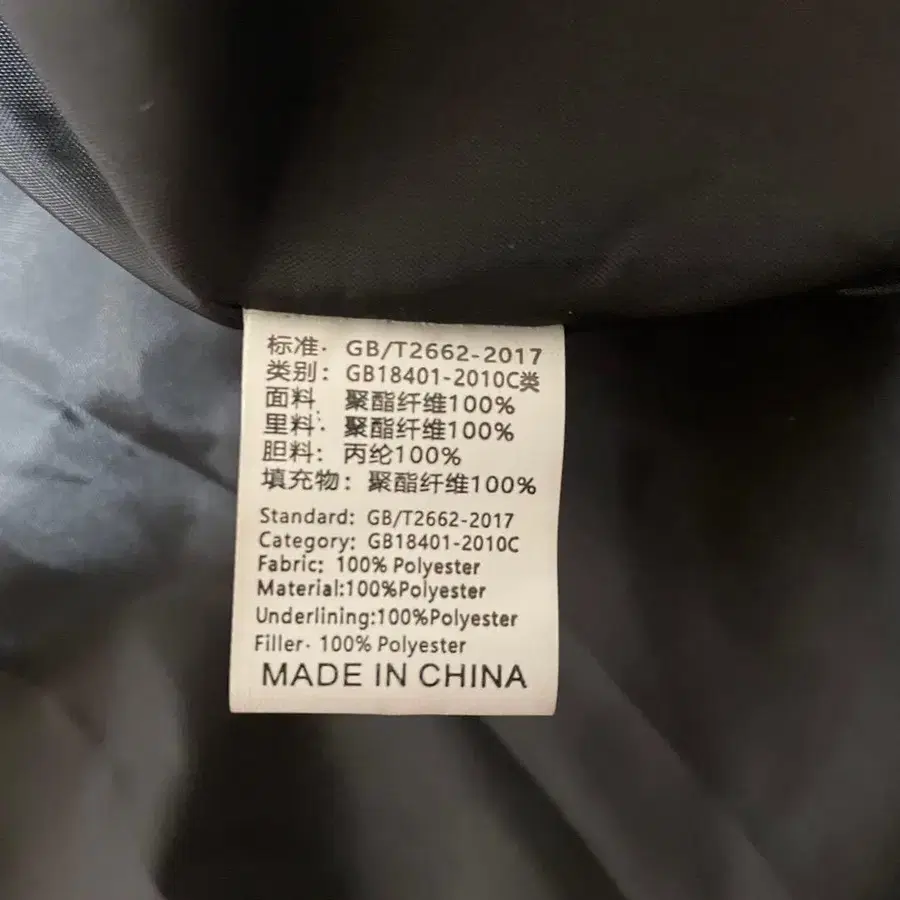 标准: GB/T2662-2017
类别: GB18401-2010C类
面料: 聚酯纤维100%
里料: 聚酯纤维100%
胆料: 丙纶100%
填充物: 聚酯纤维100%
Standard: GB/T2662-2017
Category: GB18401-2010C
Fabric: 100% Polyester
Material:100%Polyester
Underlining:100%Polyester
Filler· 100% Polyester
MADE IN CHINA